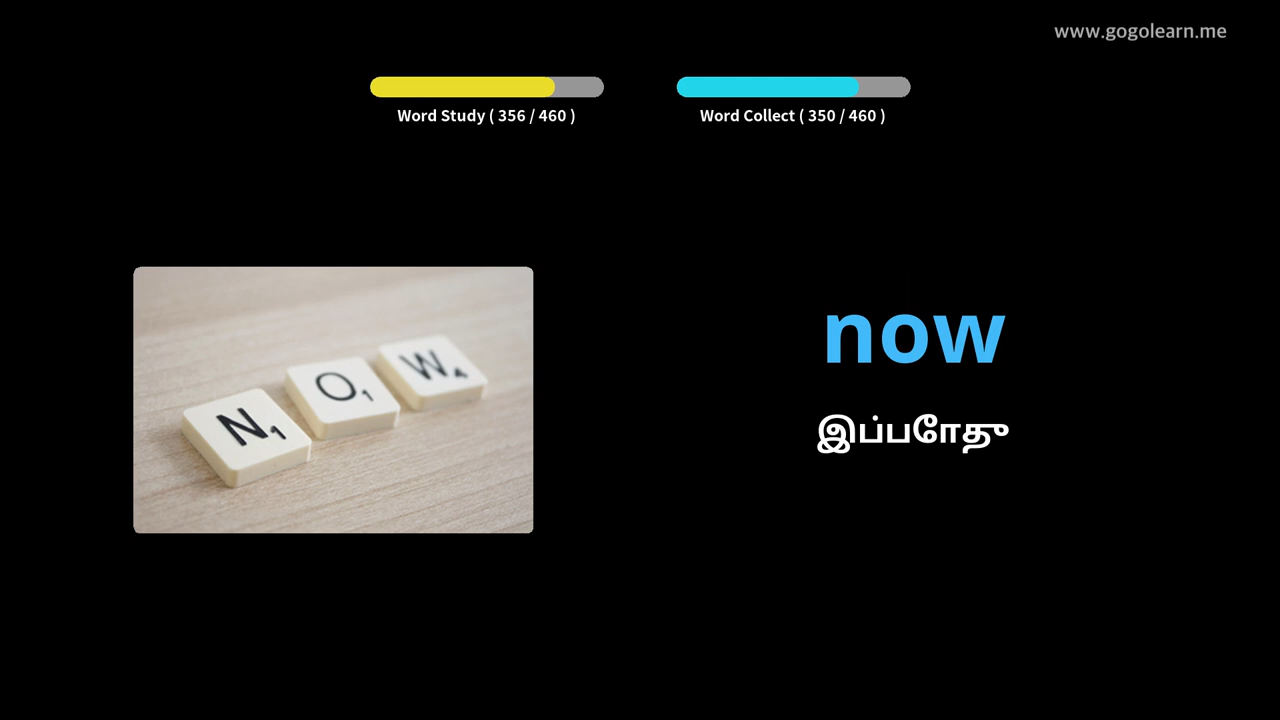 www.gogolearn.me
Word Study ( 356 / 460 )
Word Collect ( 350 / 460 )
N1 O1 W4
now
இப்போது